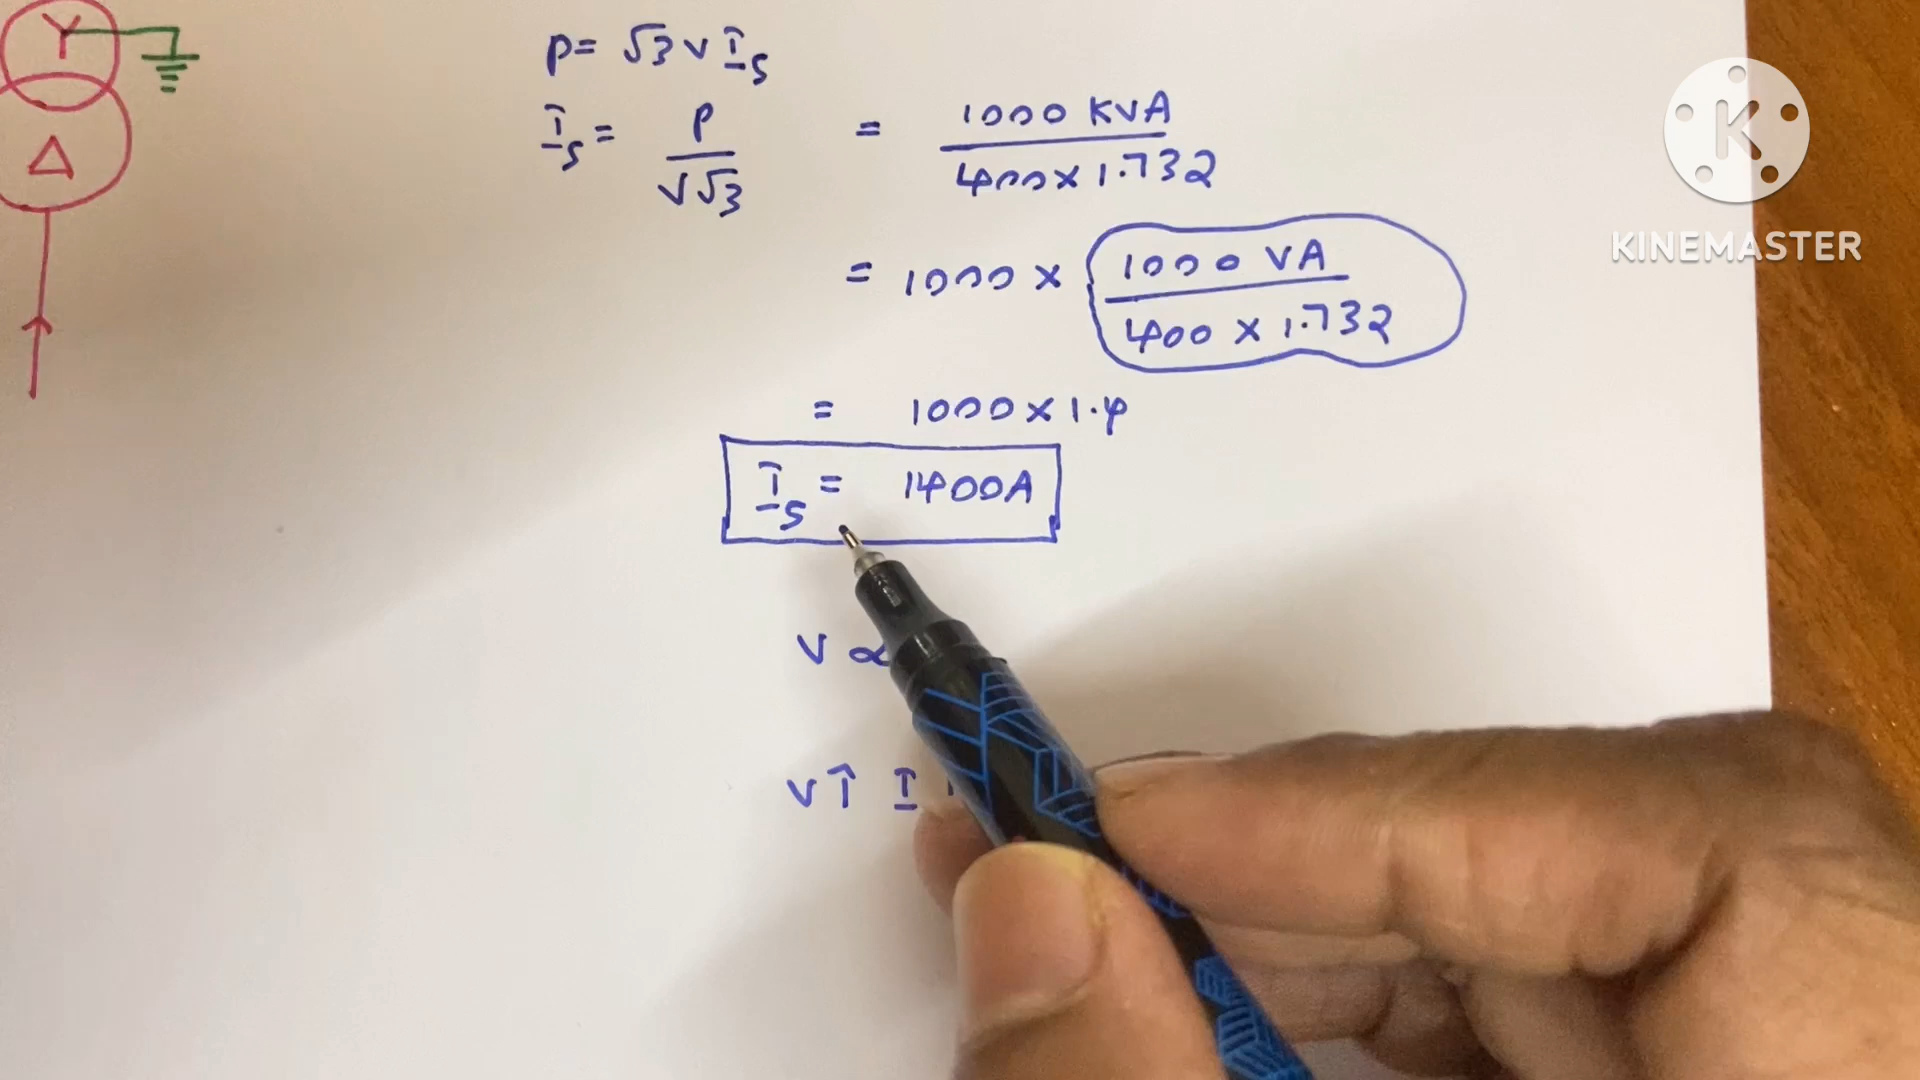 Y
Δ
P = √3 V I_S
I_S = P / V√3 = 1000 KVA / 400 × 1.732
= 1000 × 1000 VA / 400 × 1.732
= 1000 × 1.4
I_S = 1400A
V α
V ↑ I
K
KINEMASTER